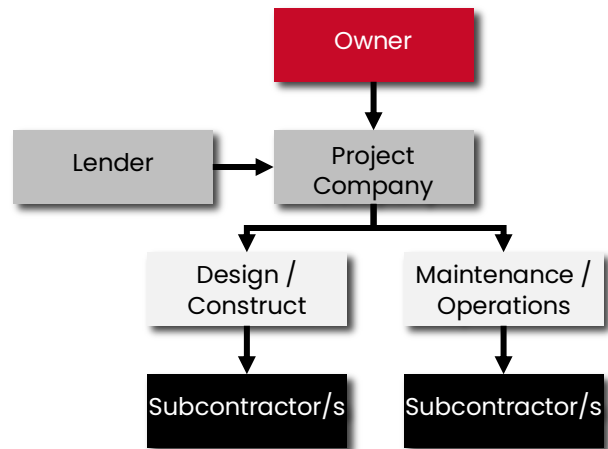 Owner
Lender
Project
Company
Design /
Construct
Maintenance /
Operations
Subcontractor/s
Subcontractor/s